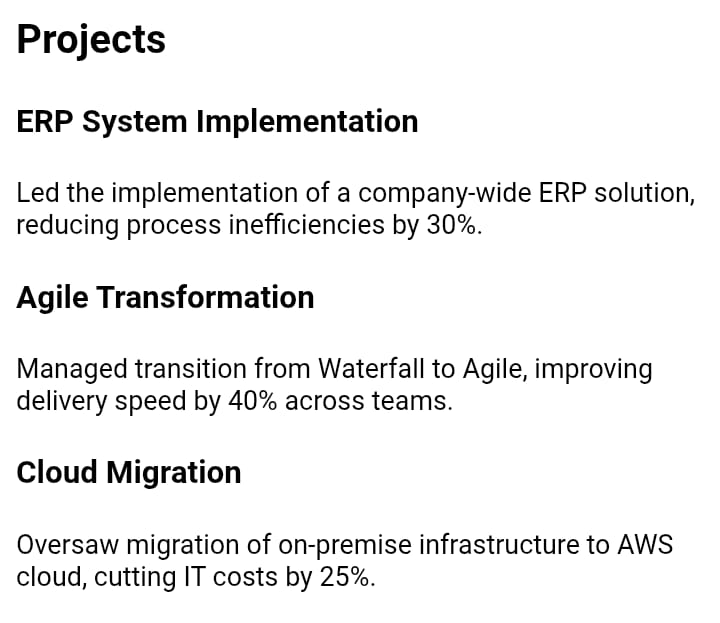 Projects
ERP System Implementation
Led the implementation of a company-wide ERP solution,
reducing process inefficiencies by 30%.
Agile Transformation
Managed transition from Waterfall to Agile, improving
delivery speed by 40% across teams.
Cloud Migration
Oversaw migration of on-premise infrastructure to AWS
cloud, cutting IT costs by 25%.